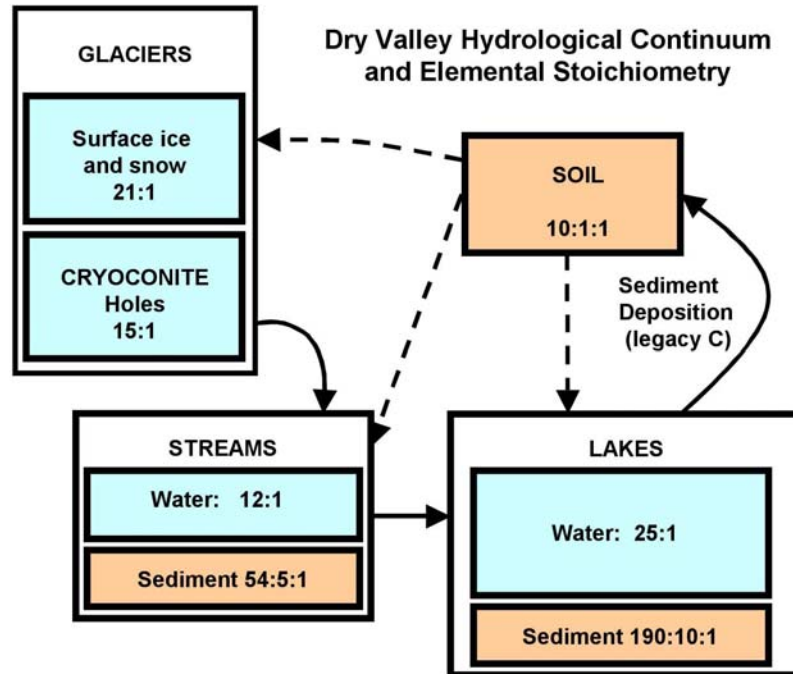 Dry Valley Hydrological Continuum
and Elemental Stoichiometry
GLACIERS
Surface ice
and snow
21:1
CRYOCONITE
Holes
15:1
SOIL
10:1:1
Sediment
Deposition
(legacy C)
STREAMS
Water: 12:1
Sediment 54:5:1
LAKES
Water: 25:1
Sediment 190:10:1